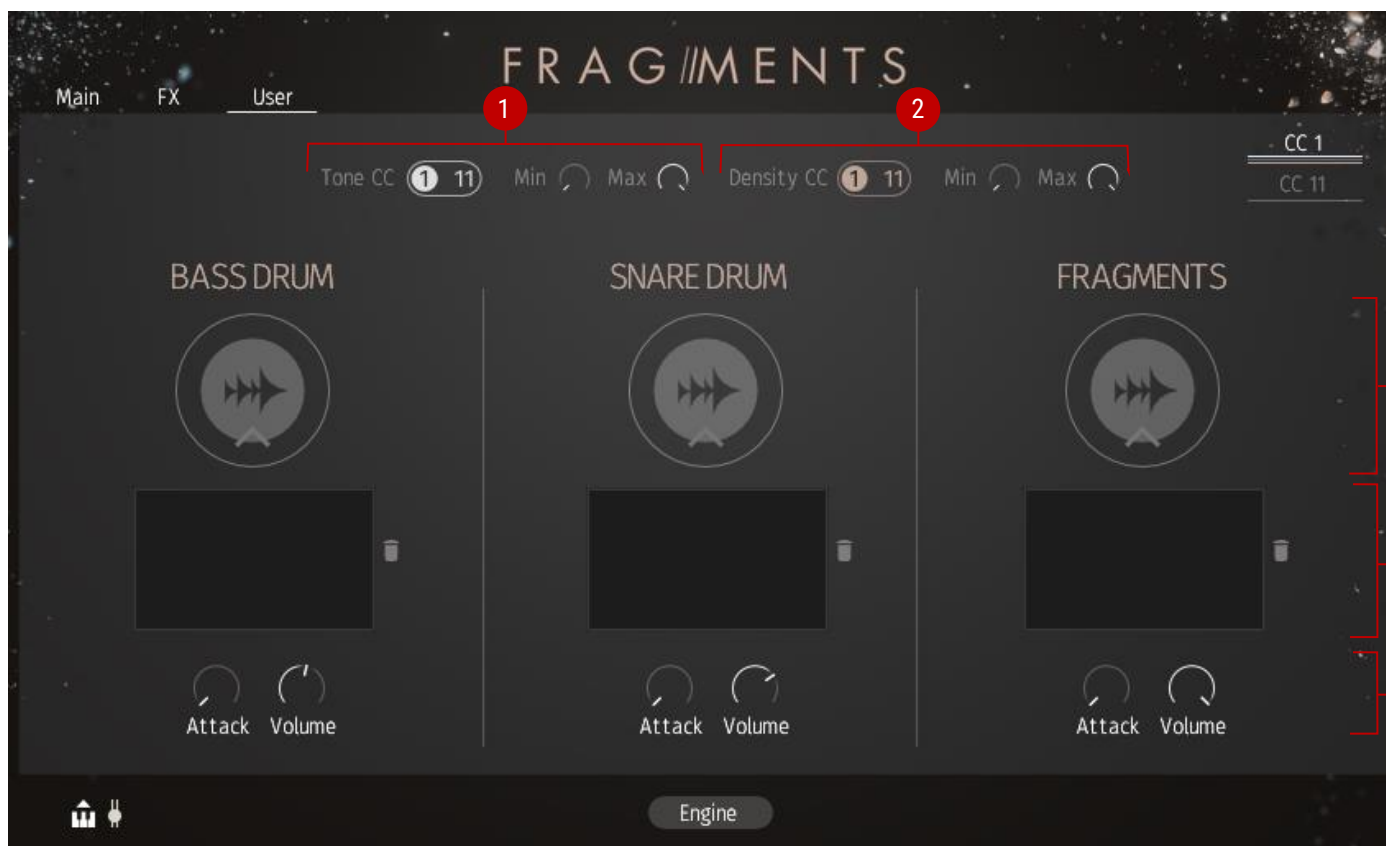 FRAG//MENTS
Main FX User
1 2
CC 1
Tone CC 1 11 Min Max Density CC 1 11 Min Max
CC 11
BASS DRUM SNARE DRUM FRAGMENTS
Attack Volume Attack Volume Attack Volume
Engine